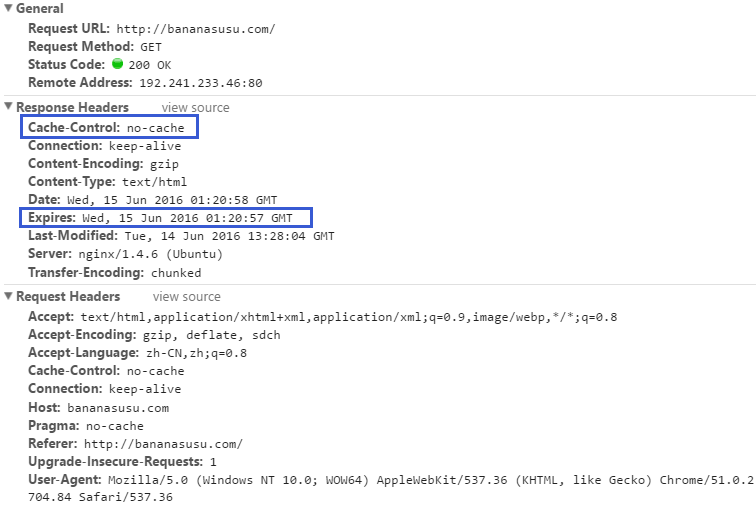 General
Request URL: http://bananasusu.com/
Request Method: GET
Status Code: 200 OK
Remote Address: 192.241.233.46:80
Response Headers view source
Cache-Control: no-cache
Connection: keep-alive
Content-Encoding: gzip
Content-Type: text/html
Date: Wed, 15 Jun 2016 01:20:58 GMT
Expires: Wed, 15 Jun 2016 01:20:57 GMT
Last-Modified: Tue, 14 Jun 2016 13:28:04 GMT
Server: nginx/1.4.6 (Ubuntu)
Transfer-Encoding: chunked
Request Headers view source
Accept: text/html,application/xhtml+xml,application/xml;q=0.9,image/webp,*/*;q=0.8
Accept-Encoding: gzip, deflate, sdch
Accept-Language: zh-CN,zh;q=0.8
Cache-Control: no-cache
Connection: keep-alive
Host: bananasusu.com
Pragma: no-cache
Referer: http://bananasusu.com/
Upgrade-Insecure-Requests: 1
User-Agent: Mozilla/5.0 (Windows NT 10.0; WOW64) AppleWebKit/537.36 (KHTML, like Gecko) Chrome/51.0.2
704.84 Safari/537.36